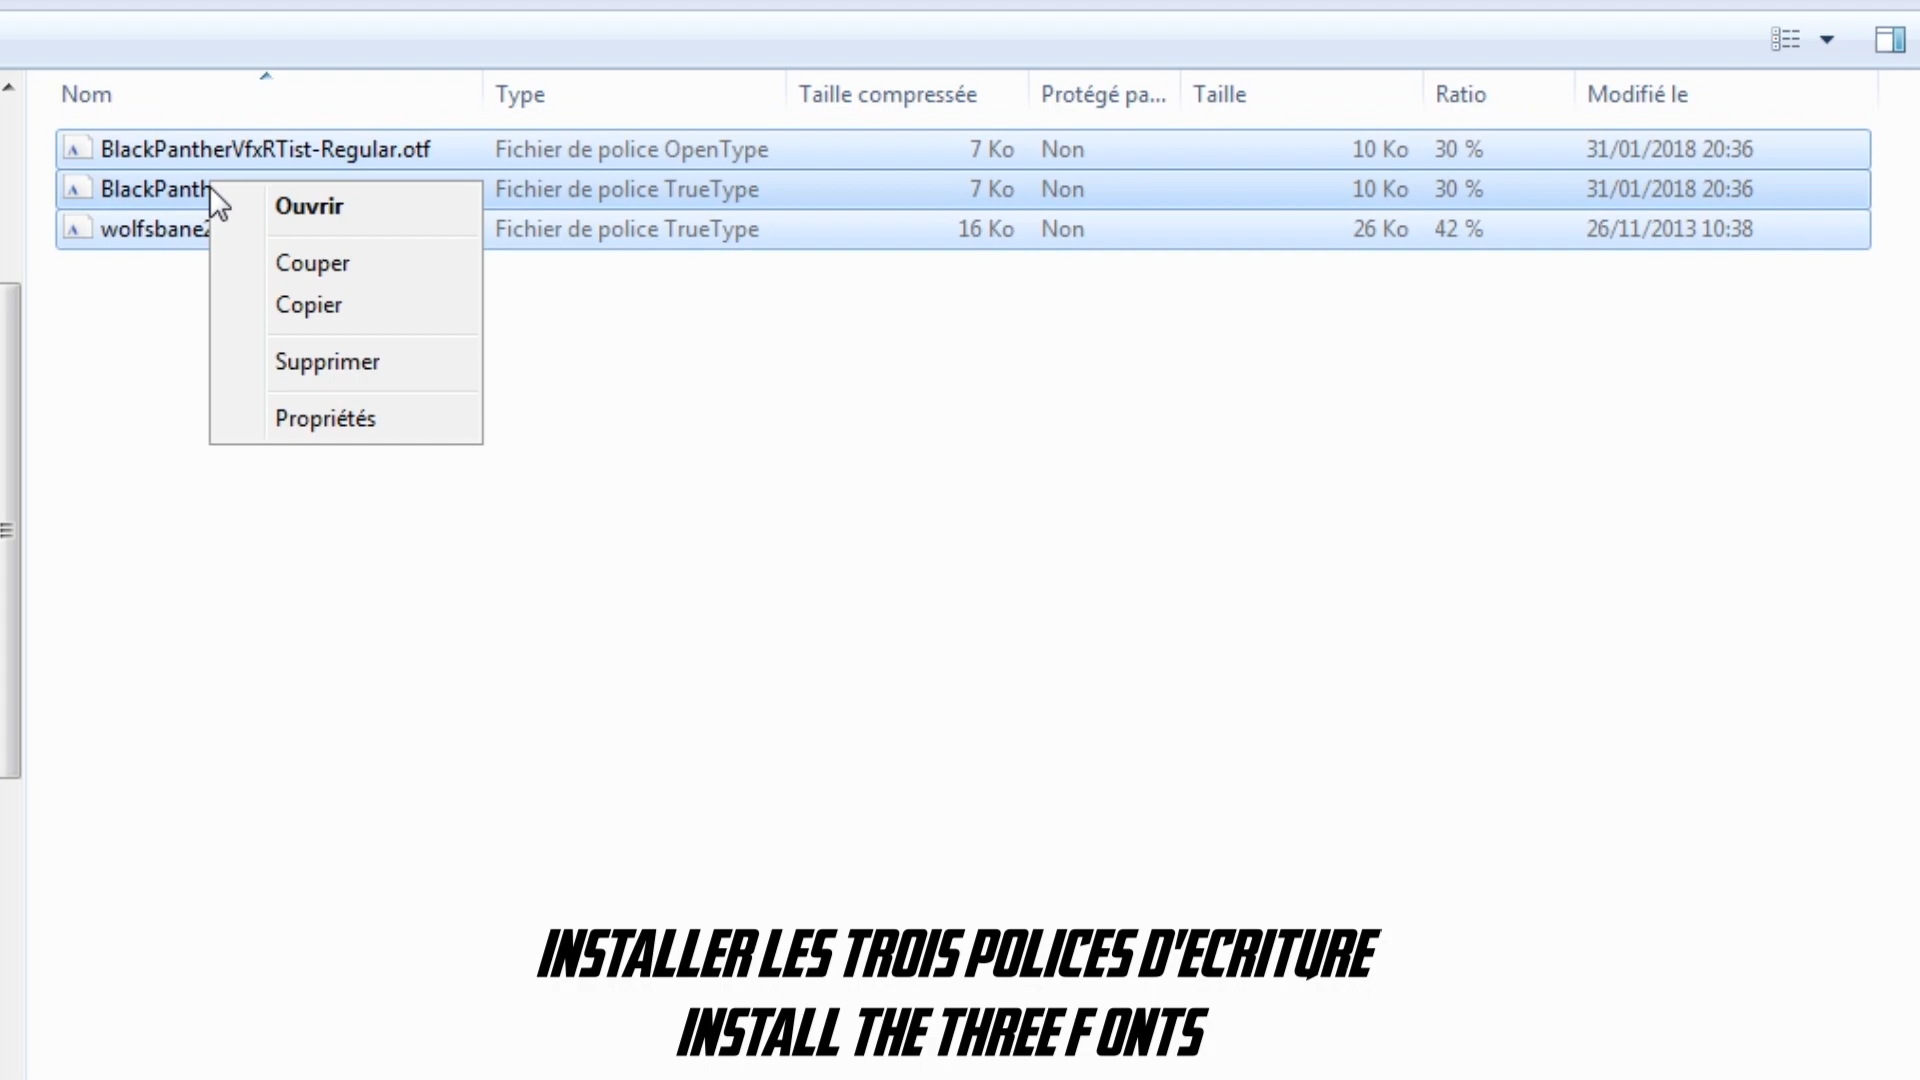 Nom Type Taille compressée Protégé pa... Taille Ratio Modifié le
BlackPantherVfxRTist-Regular.otf Fichier de police OpenType 7 Ko Non 10 Ko 30 % 31/01/2018 20:36
BlackPanth Fichier de police TrueType 7 Ko Non 10 Ko 30 % 31/01/2018 20:36
wolfsbane2 Fichier de police TrueType 16 Ko Non 26 Ko 42 % 26/11/2013 10:38
Ouvrir
Couper
Copier
Supprimer
Propriétés
INSTALLER LES TROIS POLICES D'ECRITURE
INSTALL THE THREE F ONTS